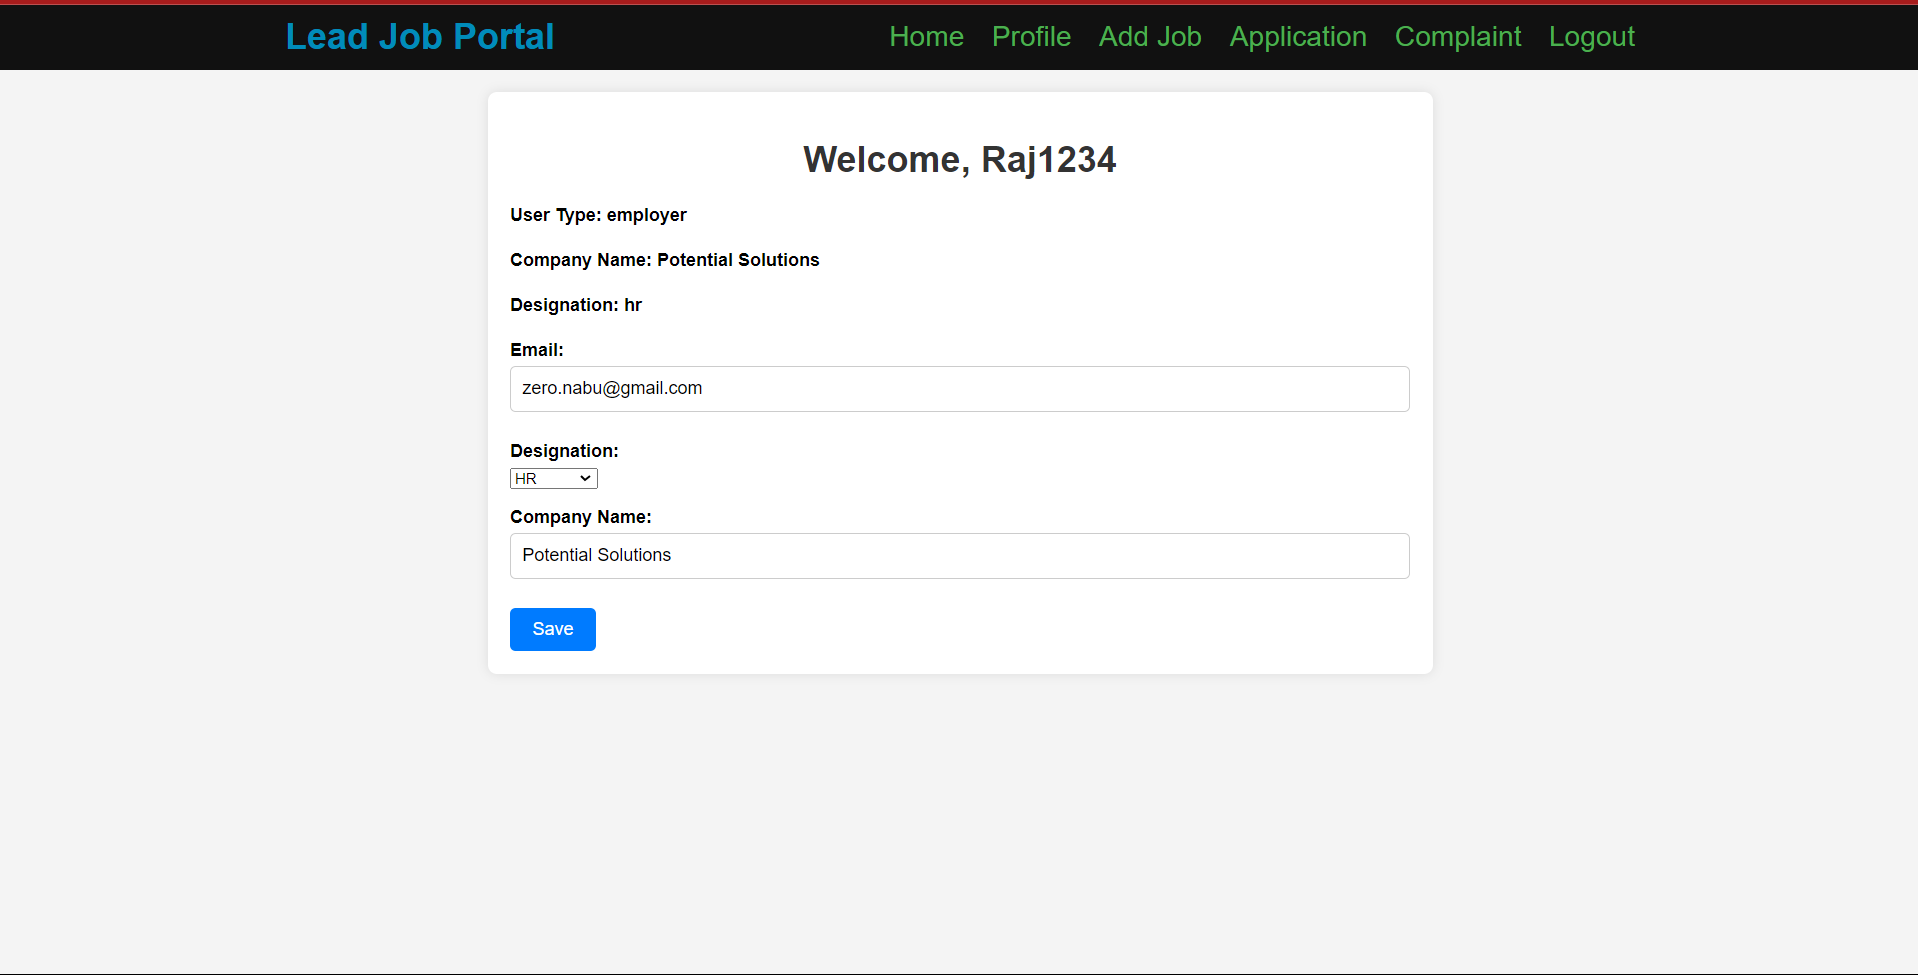 Lead Job Portal Home Profile Add Job Application Complaint Logout
Welcome, Raj1234
User Type: employer
Company Name: Potential Solutions
Designation: hr
Email:
zero.nabu@gmail.com
Designation:
HR
Company Name:
Potential Solutions
Save